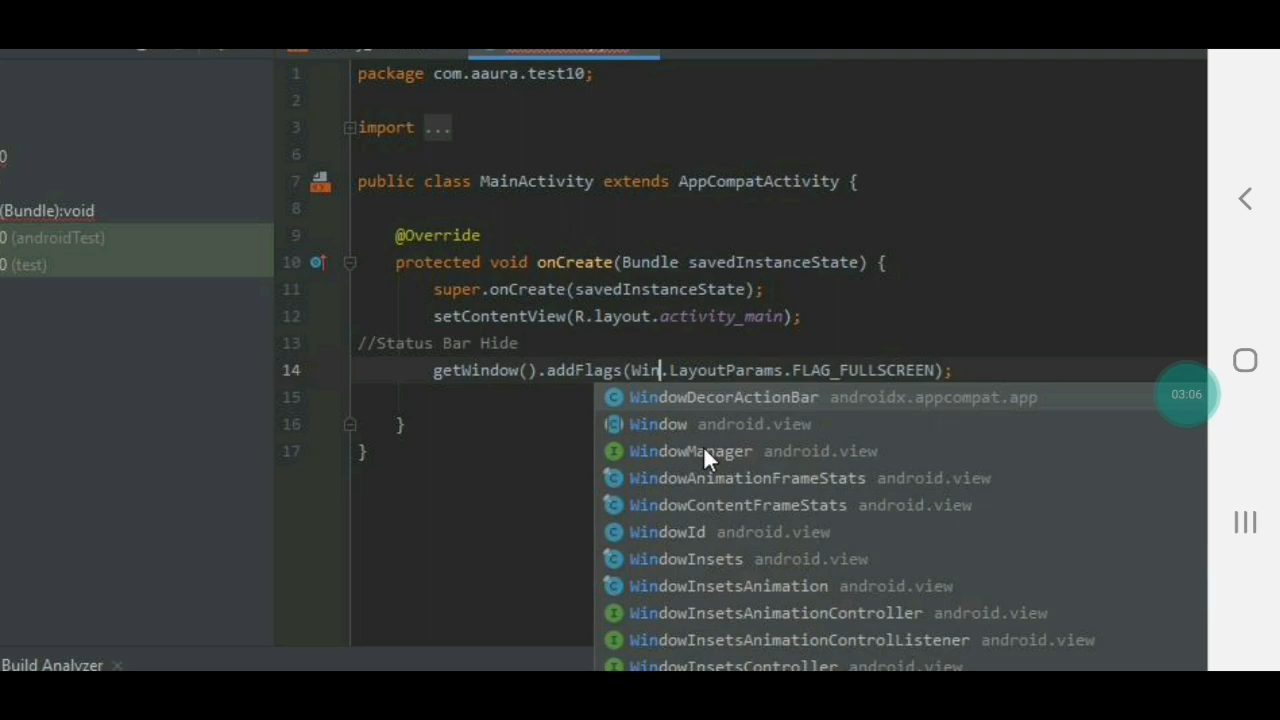 1 package com.aaura.test10;
2
3 import ...
6
7 public class MainActivity extends AppCompatActivity {
8
9 @Override
10 protected void onCreate(Bundle savedInstanceState) {
11 super.onCreate(savedInstanceState);
12 setContentView(R.layout.activity_main);
13 //Status Bar Hide
14 getWindow().addFlags(Win.LayoutParams.FLAG_FULLSCREEN);
15
16 }
17 }
0
(Bundle):void
0 (androidTest)
0 (test)
WindowDecorActionBar androidx.appcompat.app
Window android.view
WindowManager android.view
WindowAnimationFrameStats android.view
WindowContentFrameStats android.view
WindowId android.view
WindowInsets android.view
WindowInsetsAnimation android.view
WindowInsetsAnimationController android.view
WindowInsetsAnimationControlListener android.view
WindowInsetsController android.view
03:06
Build Analyzer